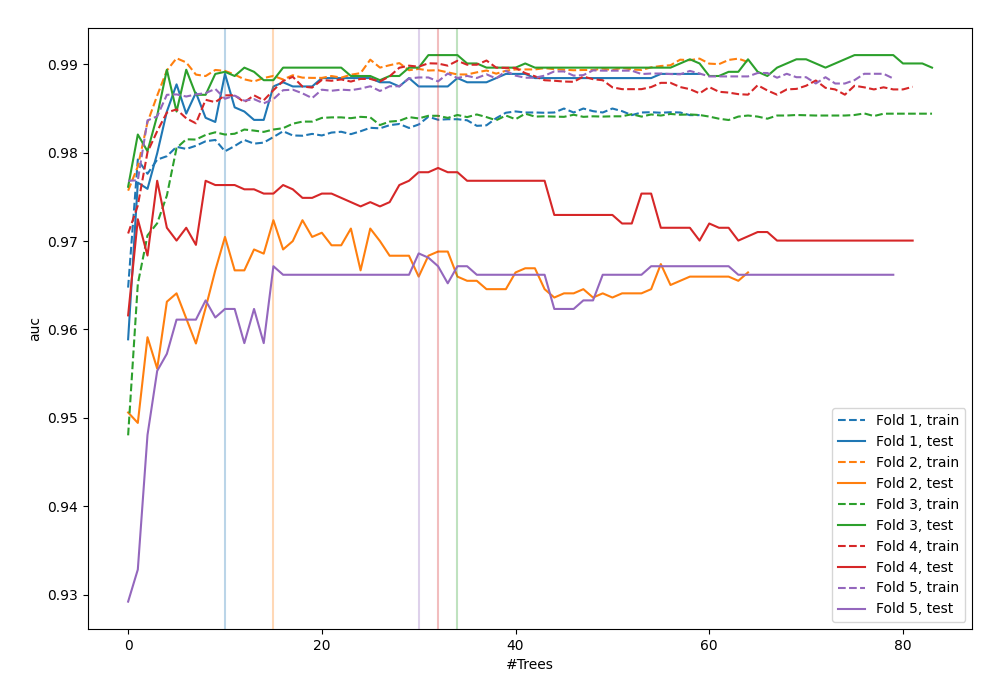 0.99
0.98
0.97
0.96
0.95
0.94
0.93
auc
0
20
40
60
80
#Trees
Fold 1, train
Fold 1, test
Fold 2, train
Fold 2, test
Fold 3, train
Fold 3, test
Fold 4, train
Fold 4, test
Fold 5, train
Fold 5, test